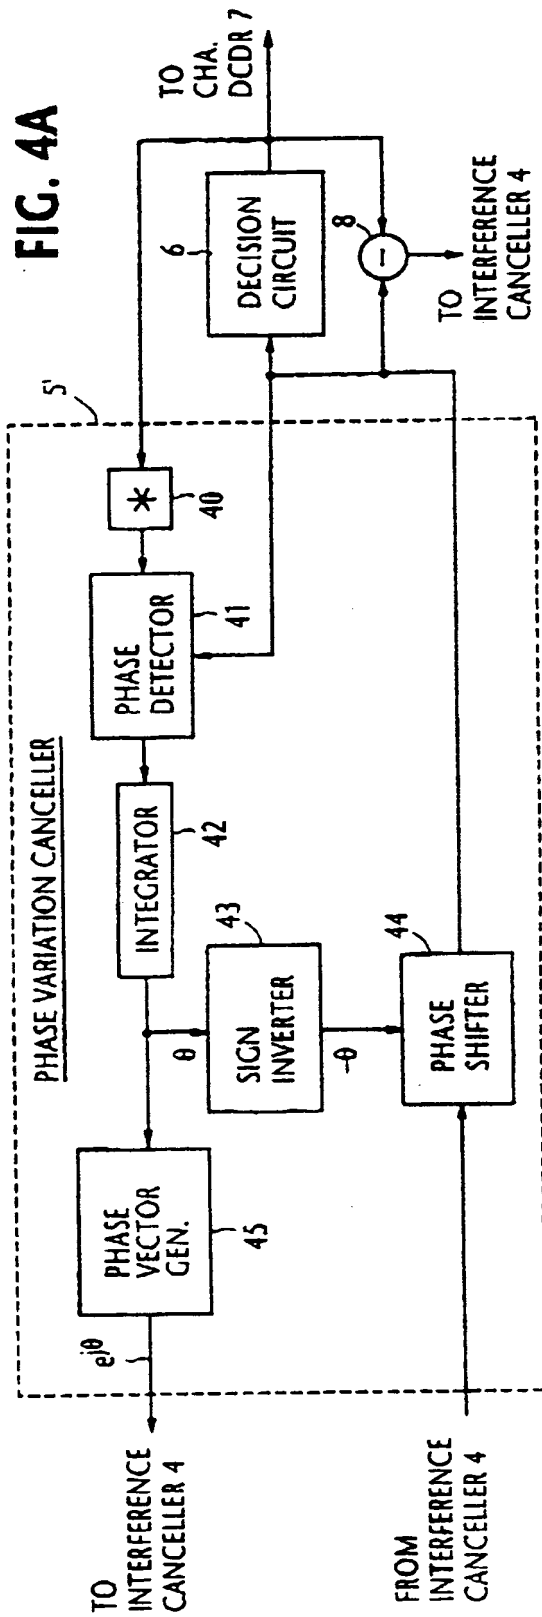 FIG. 4A
PHASE VARIATION CANCELLER
5'
TO
INTERFERENCE
CANCELLER 4
ejθ
PHASE
VECTOR
GEN.
45
INTEGRATOR
42
PHASE
DETECTOR
41
*
40
θ
SIGN
INVERTER
43
-θ
DECISION
CIRCUIT
6
TO
CHA.
DCDR 7
FROM
INTERFERENCE
CANCELLER 4
PHASE
SHIFTER
44
−
8
TO
INTERFERENCE
CANCELLER 4